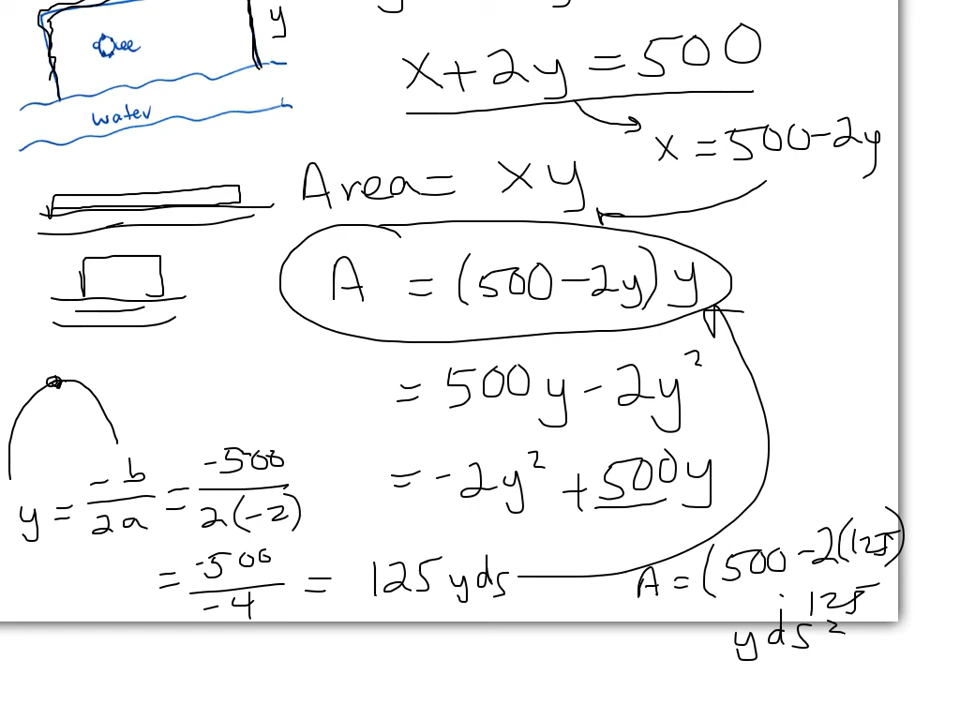 y
x + 2y = 500
water
x = 500 - 2y
Area = xy
A = (500 - 2y) y
= 500y - 2y²
= -2y² + 500y
y = -b/2a = -500/2(-2)
= -500/-4 = 125 yds
A = (500 - 2(125)
· 125
yds²